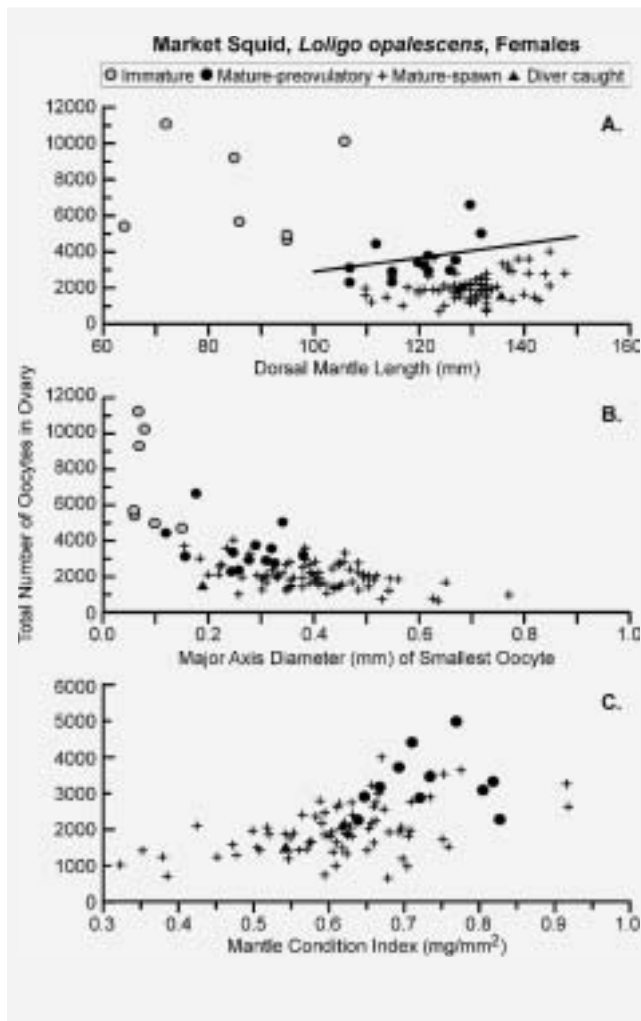 Market Squid, Loligo opalescens, Females
Immature Mature-preovulatory + Mature-spawn Diver caught
12000
10000
8000
6000
4000
2000
0
A.
60 80 100 120 140 160
Dorsal Mantle Length (mm)
Total Number of Oocytes in Ovary
12000
10000
8000
6000
4000
2000
0
B.
0.0 0.2 0.4 0.6 0.8 1.0
Major Axis Diameter (mm) of Smallest Oocyte
6000
5000
4000
3000
2000
1000
0
C.
0.3 0.4 0.5 0.6 0.7 0.8 0.9 1.0
Mantle Condition Index (mg/mm²)